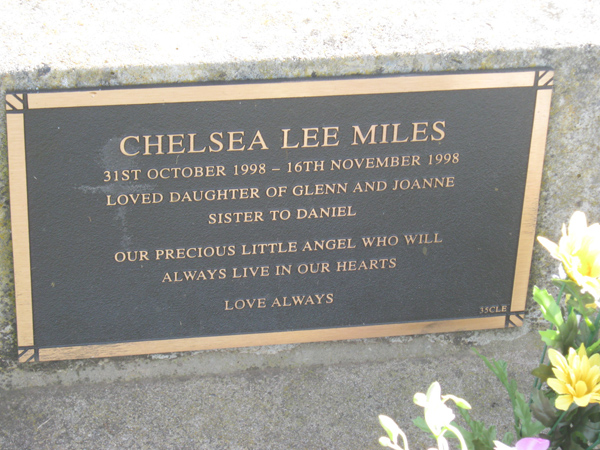 CHELSEA LEE MILES
31ST OCTOBER 1998 – 16TH NOVEMBER 1998
LOVED DAUGHTER OF GLENN AND JOANNE
SISTER TO DANIEL
OUR PRECIOUS LITTLE ANGEL WHO WILL
ALWAYS LIVE IN OUR HEARTS
LOVE ALWAYS
35CLE